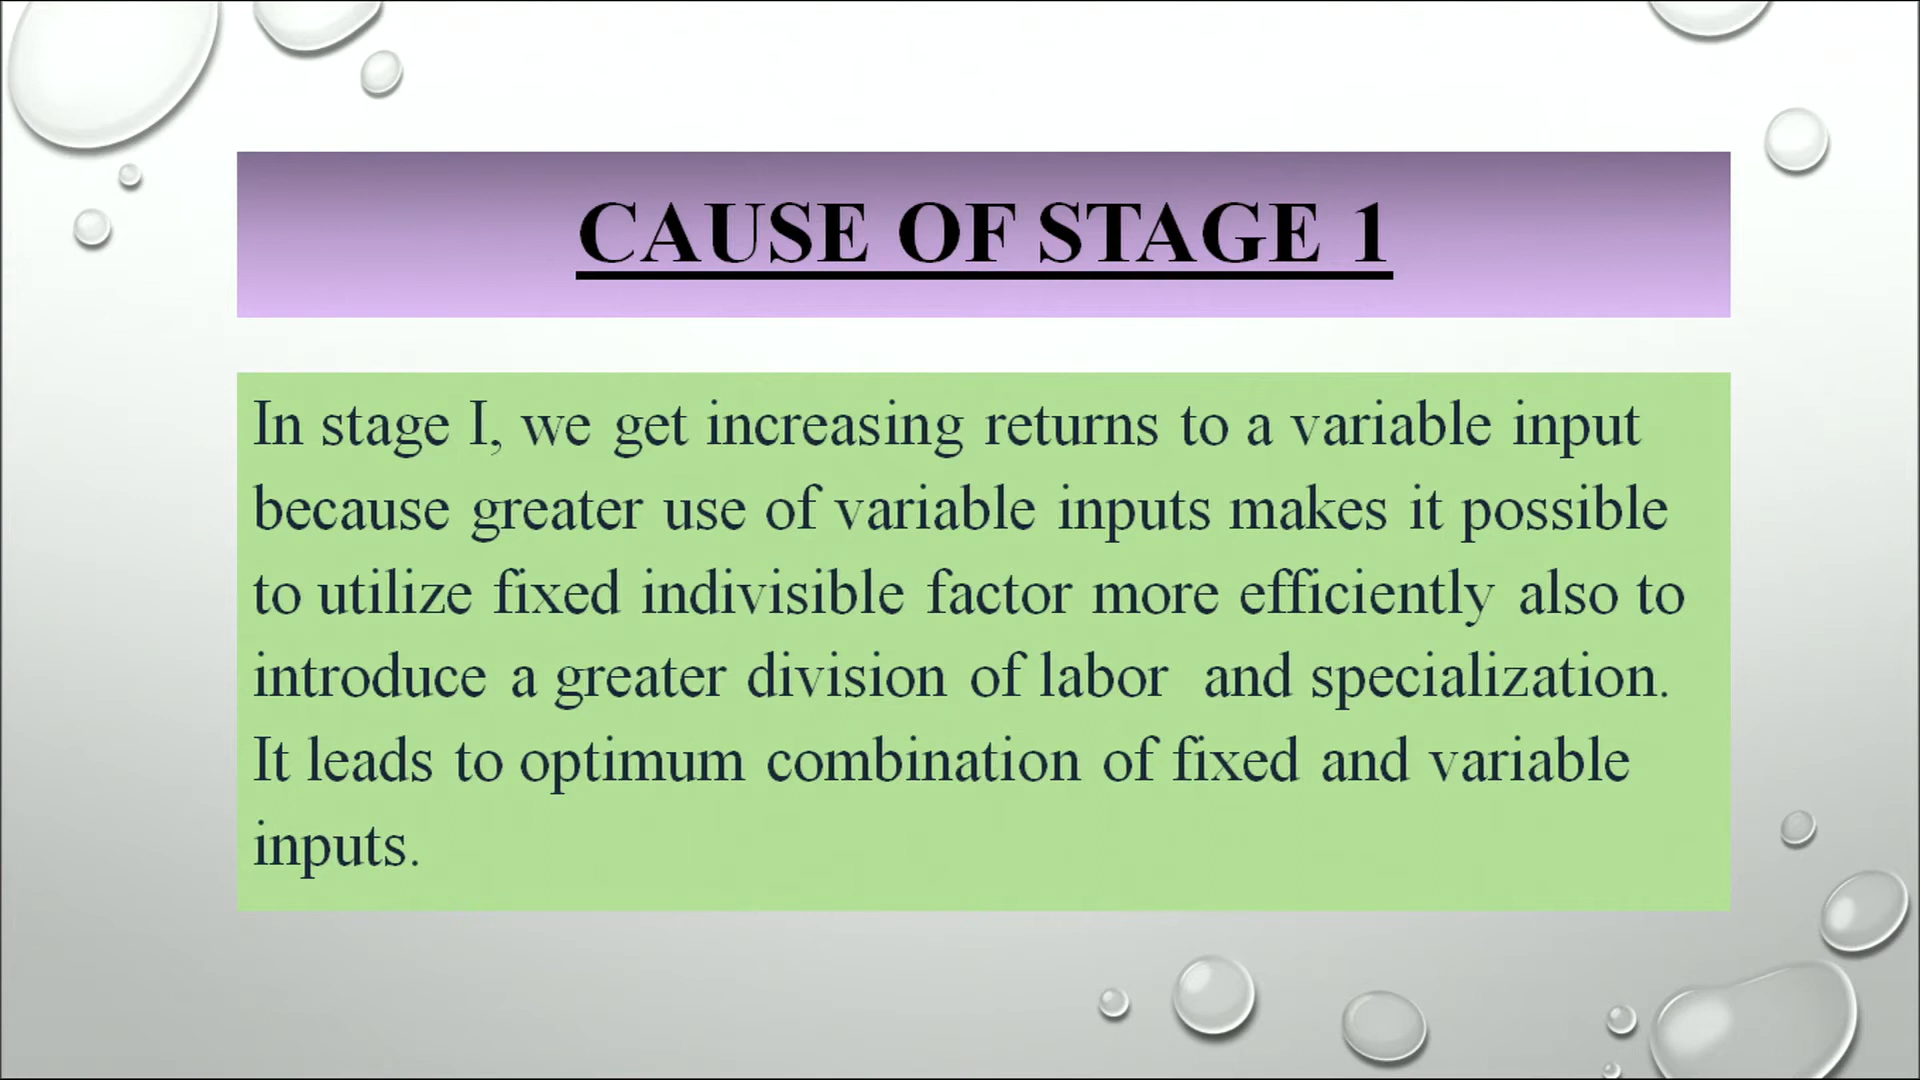 CAUSE OF STAGE 1
In stage I, we get increasing returns to a variable input
because greater use of variable inputs makes it possible
to utilize fixed indivisible factor more efficiently also to
introduce a greater division of labor and specialization.
It leads to optimum combination of fixed and variable
inputs.